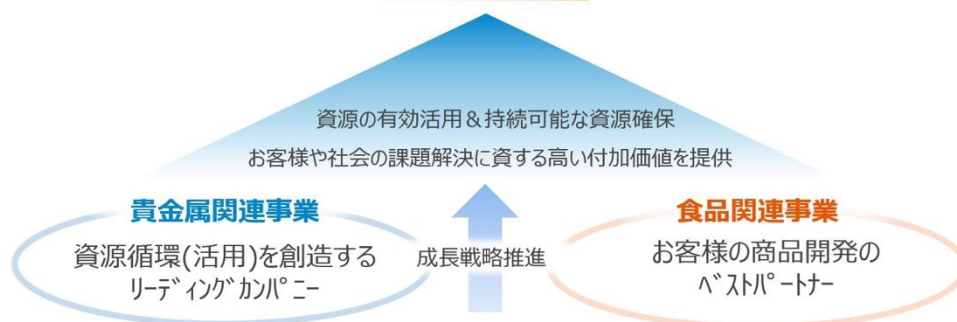 資源の有効活用＆持続可能な資源確保
お客様や社会の課題解決に資する高い付加価値を提供
貴金属関連事業
資源循環(活用)を創造する
ﾘｰﾃﾞｨﾝｸﾞｶﾝﾊﾟﾆｰ
成長戦略推進
食品関連事業
お客様の商品開発の
ﾍﾞｽﾄﾊﾟｰﾄﾅｰ